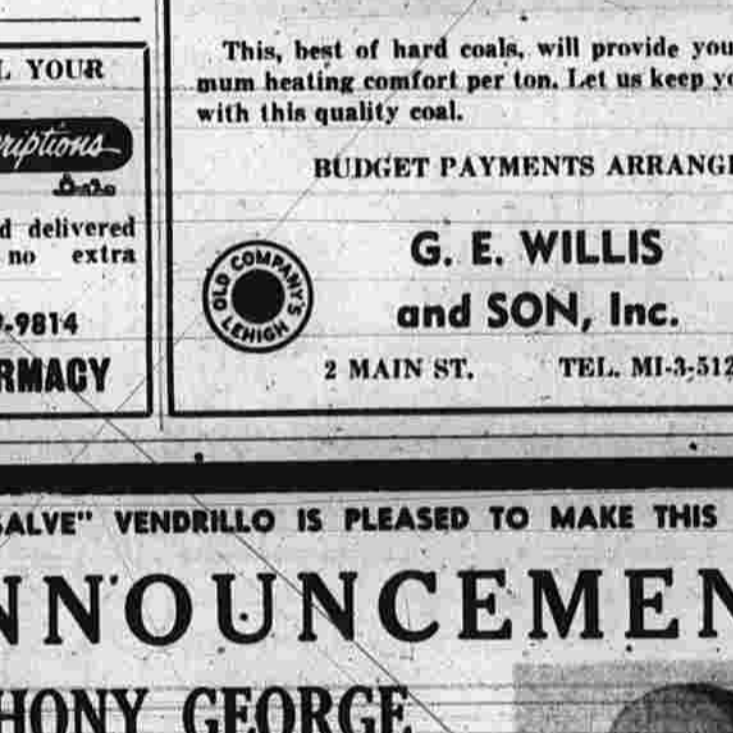 L YOUR
riptions
d delivered
no extra
-9814
RMACY
This, best of hard coals, will provide you
mum heating comfort per ton. Let us keep yo
with this quality coal.
BUDGET PAYMENTS ARRANGE
OLD COMPANY'S LEHIGH
G. E. WILLIS
and SON, Inc.
2 MAIN ST. TEL. MI-3-512
SALVE" VENDRILLO IS PLEASED TO MAKE THIS
NNOUNCEMEN
HONY GEORGE